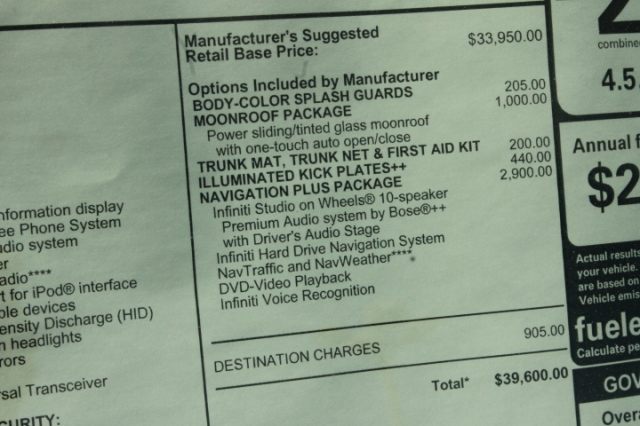 Manufacturer's Suggested
Retail Base Price: $33,950.00
Options Included by Manufacturer
BODY-COLOR SPLASH GUARDS 205.00
MOONROOF PACKAGE 1,000.00
Power sliding/tinted glass moonroof
with one-touch auto open/close
TRUNK MAT, TRUNK NET & FIRST AID KIT 200.00
ILLUMINATED KICK PLATES++ 440.00
NAVIGATION PLUS PACKAGE 2,900.00
Infiniti Studio on Wheels® 10-speaker
Premium Audio system by Bose®++
with Driver's Audio Stage
Infiniti Hard Drive Navigation System
NavTraffic and NavWeather****
DVD-Video Playback
Infiniti Voice Recognition
DESTINATION CHARGES 905.00
Total* $39,600.00
nformation display
ee Phone System
dio system
er
adio****
t for iPod® interface
ble devices
ensity Discharge (HID)
n headlights
rors
rsal Transceiver
CURITY:
combine
4.5
Annual f
$2
Actual results
your vehicle.
are based on
Vehicle emis
fuele
Calculate pe
GOV
Overa